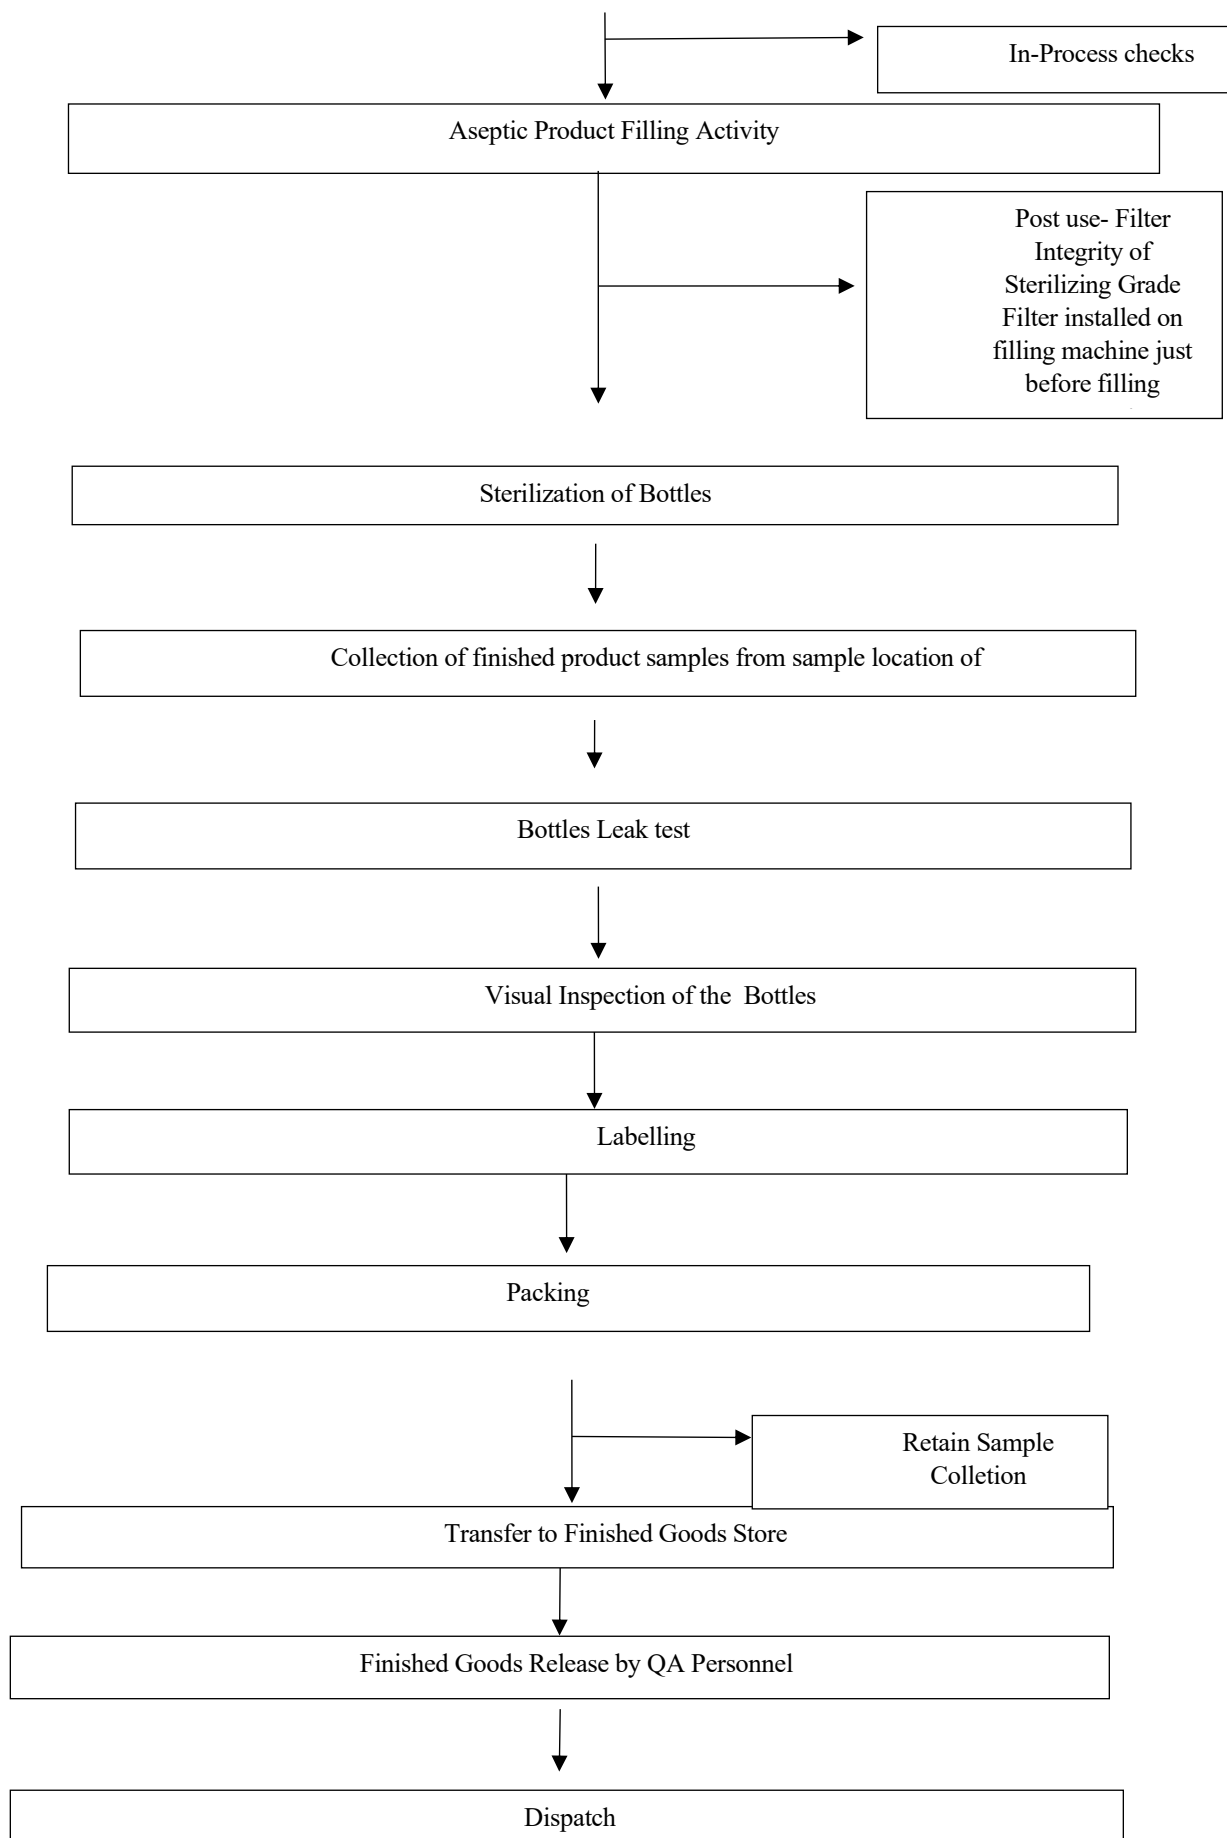 In-Process checks
Aseptic Product Filling Activity
Post use- Filter
Integrity of
Sterilizing Grade
Filter installed on
filling machine just
before filling
Sterilization of Bottles
Collection of finished product samples from sample location of
Bottles Leak test
Visual Inspection of the Bottles
Labelling
Packing
Retain Sample
Colletion
Transfer to Finished Goods Store
Finished Goods Release by QA Personnel
Dispatch